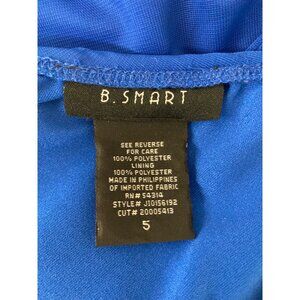 B. SMART
SEE REVERSE
FOR CARE
100% POLYESTER
LINING
100% POLYESTER
MADE IN PHILIPPINES
OF IMPORTED FABRIC
RN# 54314
STYLE# J10156192
CUT# 20005413
5